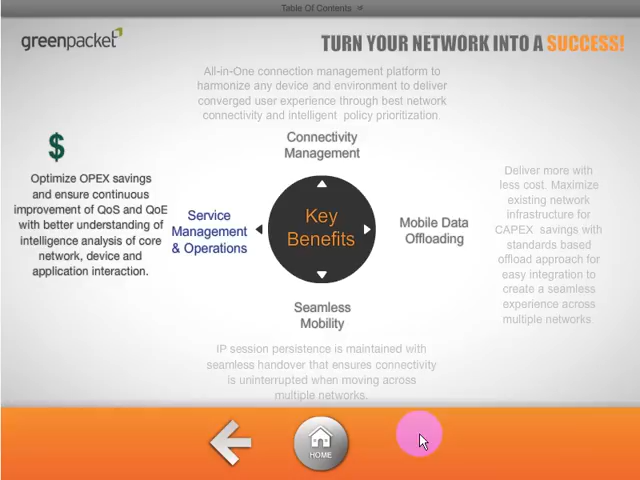 Table Of Contents
greenpacket
TURN YOUR NETWORK INTO A SUCCESS!
All-in-One connection management platform to
harmonize any device and environment to deliver
converged user experience through best network
connectivity and intelligent policy prioritization.
$
Optimize OPEX savings
and ensure continuous
improvement of QoS and QoE
with better understanding of
intelligence analysis of core
network, device and
application interaction.
Connectivity
Management
Service
Management
& Operations
Key
Benefits
Mobile Data
Offloading
Deliver more with
less cost. Maximize
existing network
infrastructure for
CAPEX savings with
standards based
offload approach for
easy integration to
create a seamless
experience across
multiple networks.
Seamless
Mobility
IP session persistence is maintained with
seamless handover that ensures connectivity
is uninterrupted when moving across
multiple networks.
HOME